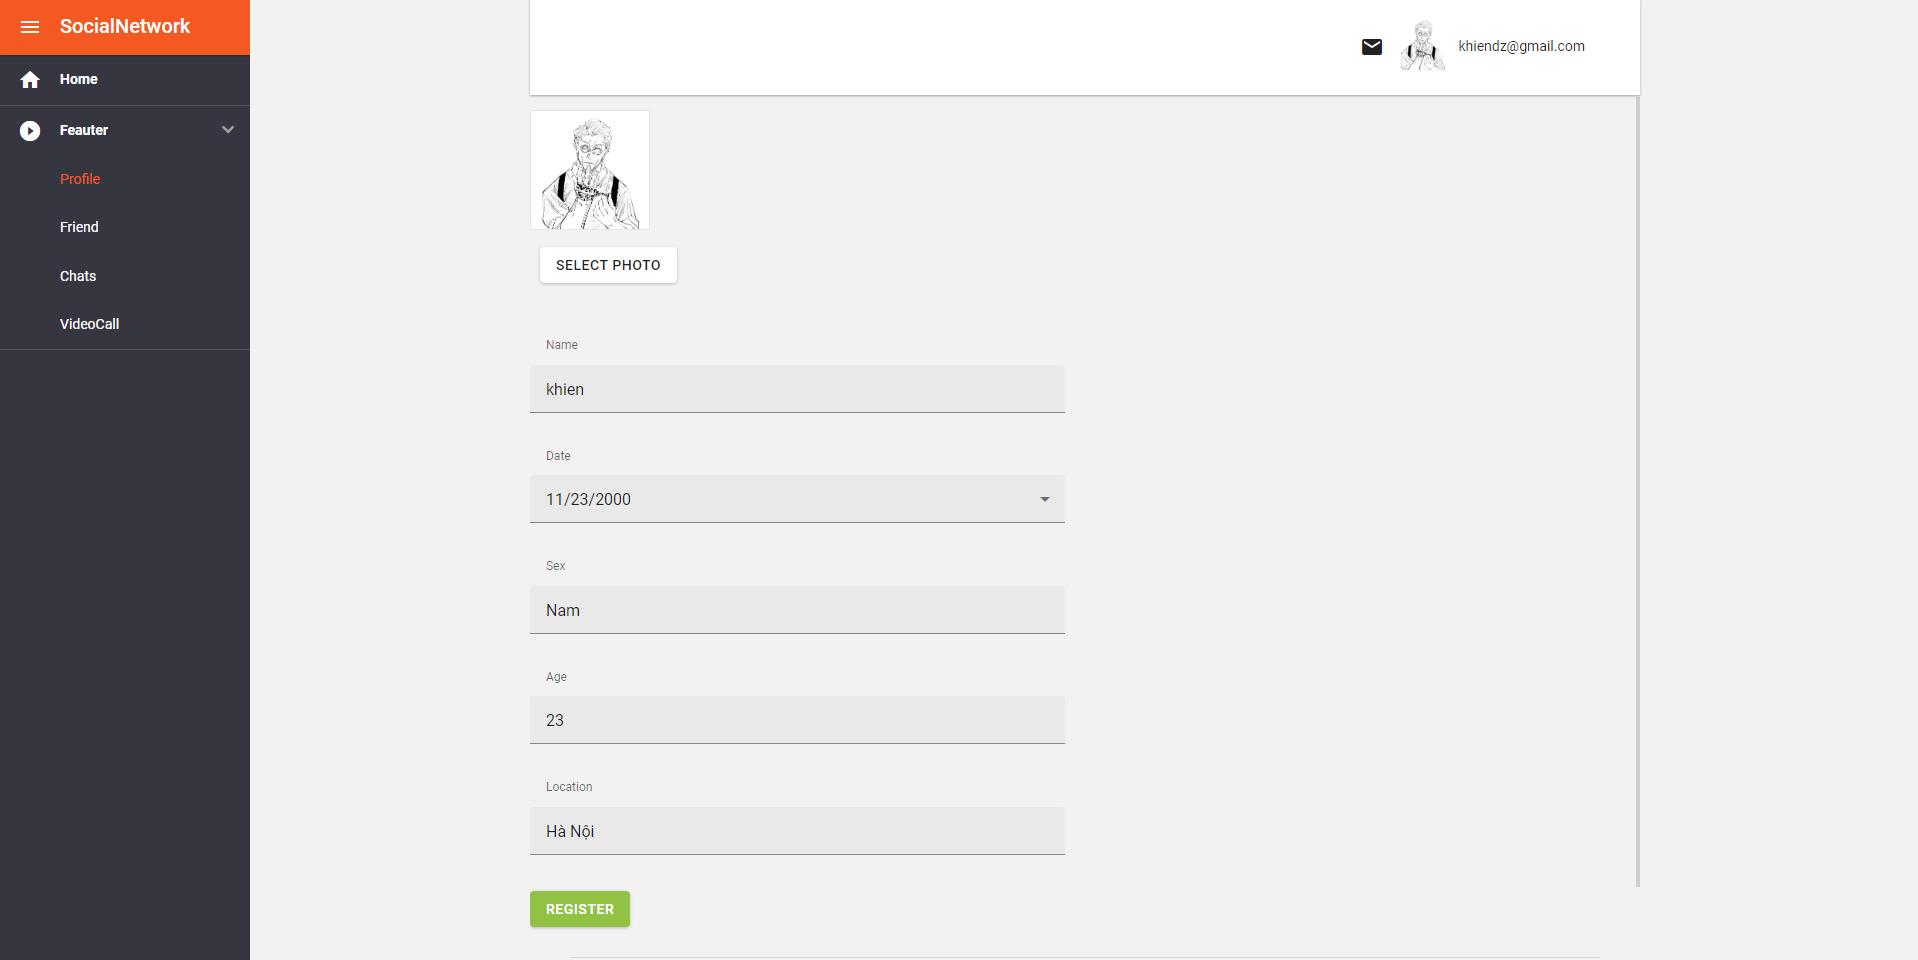 SocialNetwork
Home
Feauter
Profile
Friend
Chats
VideoCall
khiendz@gmail.com
SELECT PHOTO
Name
khien
Date
11/23/2000
Sex
Nam
Age
23
Location
Hà Nội
REGISTER